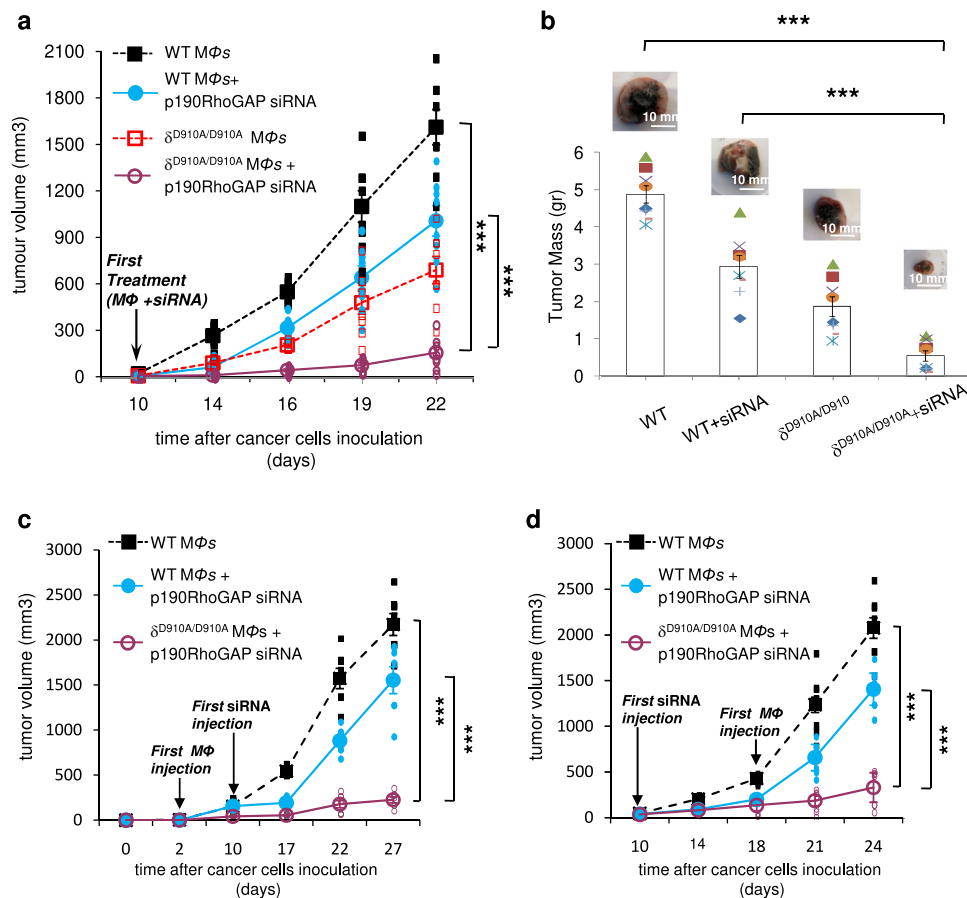 a
WT MΦs
WT MΦs+
p190RhoGAP siRNA
δD910A/D910A MΦs
δD910A/D910A MΦs +
p190RhoGAP siRNA
tumour volume (mm3)
2100
1800
1500
1200
900
600
300
0
First
Treatment
(MΦ +siRNA)
***
***
10 14 16 19 22
time after cancer cells inoculation
(days)
b
***
***
10 mm
10 mm
10 mm
10 mm
Tumor Mass (gr)
6
5
4
3
2
1
0
WT
WT+siRNA
δD910A/D910
δD910A/D910A+siRNA
c
WT MΦs
WT MΦs +
p190RhoGAP siRNA
δD910A/D910A MΦs +
p190RhoGAP siRNA
tumor volume (mm3)
3000
2500
2000
1500
1000
500
0
First MΦ
injection
First siRNA
injection
***
***
0 2 10 17 22 27
time after cancer cells inoculation
(days)
d
WT MΦs
WT MΦs +
p190RhoGAP siRNA
δD910A/D910A MΦs +
p190RhoGAP siRNA
tumor volume (mm3)
3000
2500
2000
1500
1000
500
0
First siRNA
injection
First MΦ
injection
***
***
10 14 18 21 24
time after cancer cells inoculation
(days)